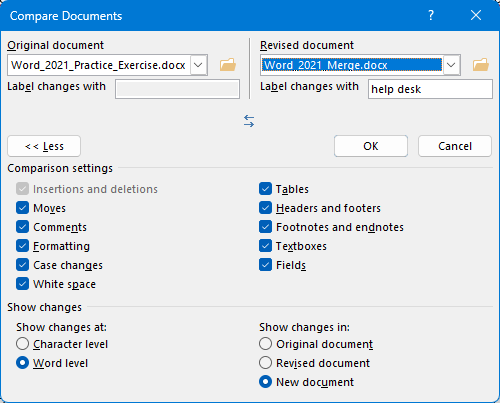 Compare Documents
Original document
Word_2021_Practice_Exercise.docx
Label changes with
Revised document
Word_2021_Merge.docx
Label changes with
help desk
<< Less
OK
Cancel
Comparison settings
Insertions and deletions
Moves
Comments
Formatting
Case changes
White space
Tables
Headers and footers
Footnotes and endnotes
Textboxes
Fields
Show changes
Show changes at:
Character level
Word level
Show changes in:
Original document
Revised document
New document